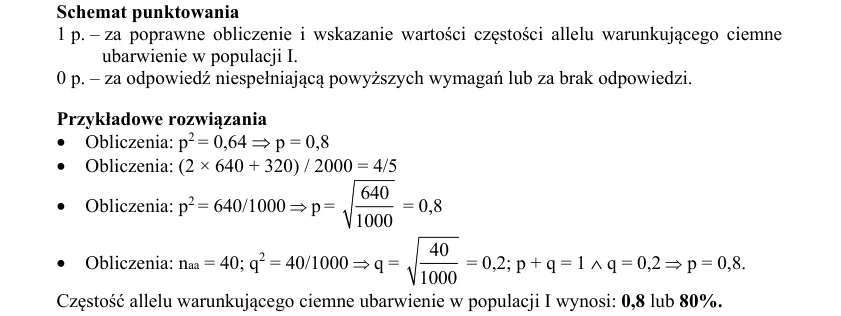 Schemat punktowania
1 p. – za poprawne obliczenie i wskazanie wartości częstości allelu warunkującego ciemne
ubarwienie w populacji I.
0 p. – za odpowiedź niespełniającą powyższych wymagań lub za brak odpowiedzi.
Przykładowe rozwiązania
• Obliczenia: p² = 0,64 ⇒ p = 0,8
• Obliczenia: (2 × 640 + 320) / 2000 = 4/5
• Obliczenia: p² = 640/1000 ⇒ p = √(640/1000) = 0,8
• Obliczenia: naa = 40; q² = 40/1000 ⇒ q = √(40/1000) = 0,2; p + q = 1 ∧ q = 0,2 ⇒ p = 0,8.
Częstość allelu warunkującego ciemne ubarwienie w populacji I wynosi: 0,8 lub 80%.